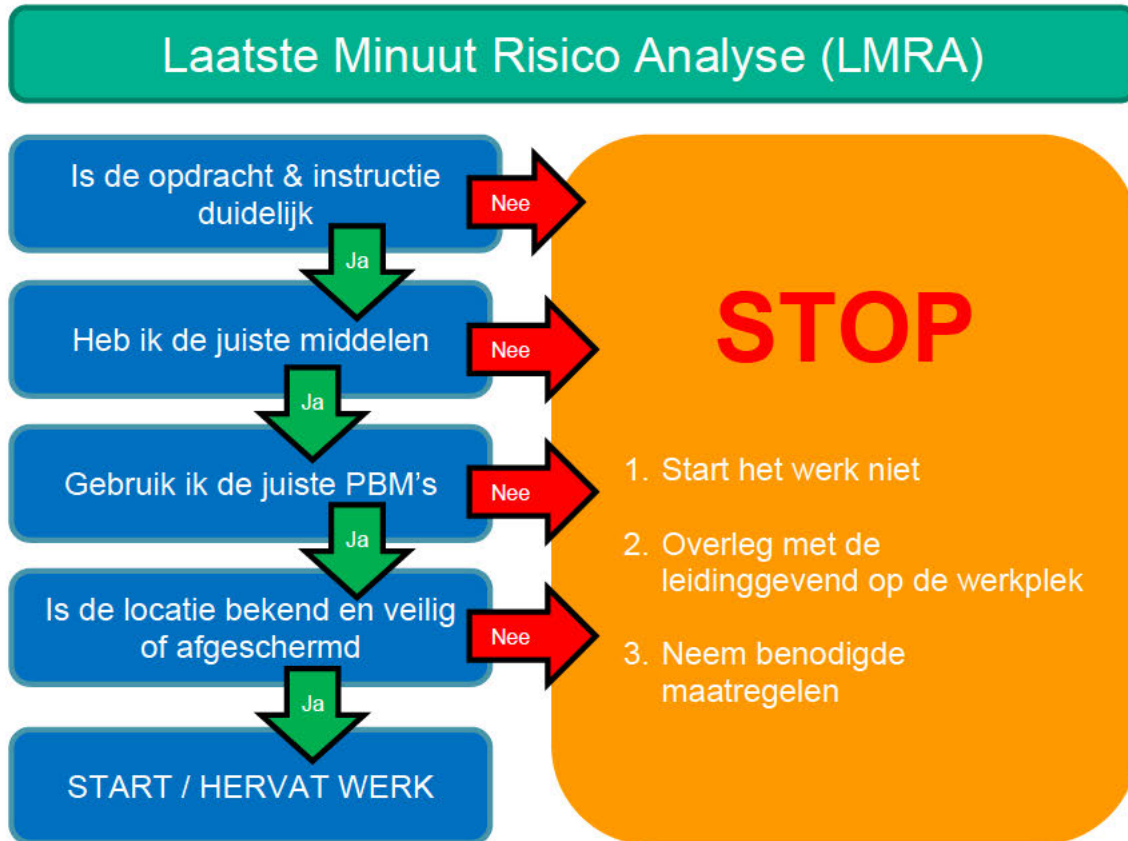 Laatste Minuut Risico Analyse (LMRA)
Is de opdracht & instructie
duidelijk
Nee
Ja
Heb ik de juiste middelen
Nee
Ja
Gebruik ik de juiste PBM's
Nee
Ja
Is de locatie bekend en veilig
of afgeschermd
Nee
Ja
START / HERVAT WERK
STOP
1. Start het werk niet
2. Overleg met de
leidinggevend op de werkplek
3. Neem benodigde
maatregelen